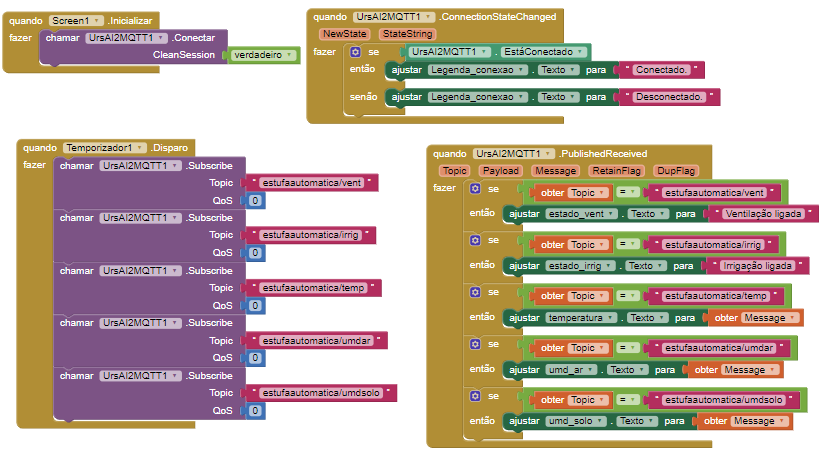 quando Screen1 .Inicializar
fazer chamar UrsAI2MQTT1 .Conectar
CleanSession verdadeiro
quando UrsAI2MQTT1 .ConnectionStateChanged
NewState StateString
fazer se UrsAI2MQTT1 . EstáConectado
então ajustar Legenda_conexao . Texto para " Conectado. "
senão ajustar Legenda_conexao . Texto para " Desconectado. "
quando Temporizador1 .Disparo
fazer chamar UrsAI2MQTT1 .Subscribe
Topic " estufaautomatica/vent "
QoS 0
chamar UrsAI2MQTT1 .Subscribe
Topic " estufaautomatica/irrig "
QoS 0
chamar UrsAI2MQTT1 .Subscribe
Topic " estufaautomatica/temp "
QoS 0
chamar UrsAI2MQTT1 .Subscribe
Topic " estufaautomatica/umdar "
QoS 0
chamar UrsAI2MQTT1 .Subscribe
Topic " estufaautomatica/umdsolo "
QoS 0
quando UrsAI2MQTT1 .PublishedReceived
Topic Payload Message RetainFlag DupFlag
fazer se obter Topic = " estufaautomatica/vent "
então ajustar estado_vent . Texto para " Ventilação ligada "
se obter Topic = " estufaautomatica/irrig "
então ajustar estado_irrig . Texto para " Irrigação ligada "
se obter Topic = " estufaautomatica/temp "
então ajustar temperatura . Texto para obter Message
se obter Topic = " estufaautomatica/umdar "
então ajustar umd_ar . Texto para obter Message
se obter Topic = " estufaautomatica/umdsolo "
então ajustar umd_solo . Texto para obter Message